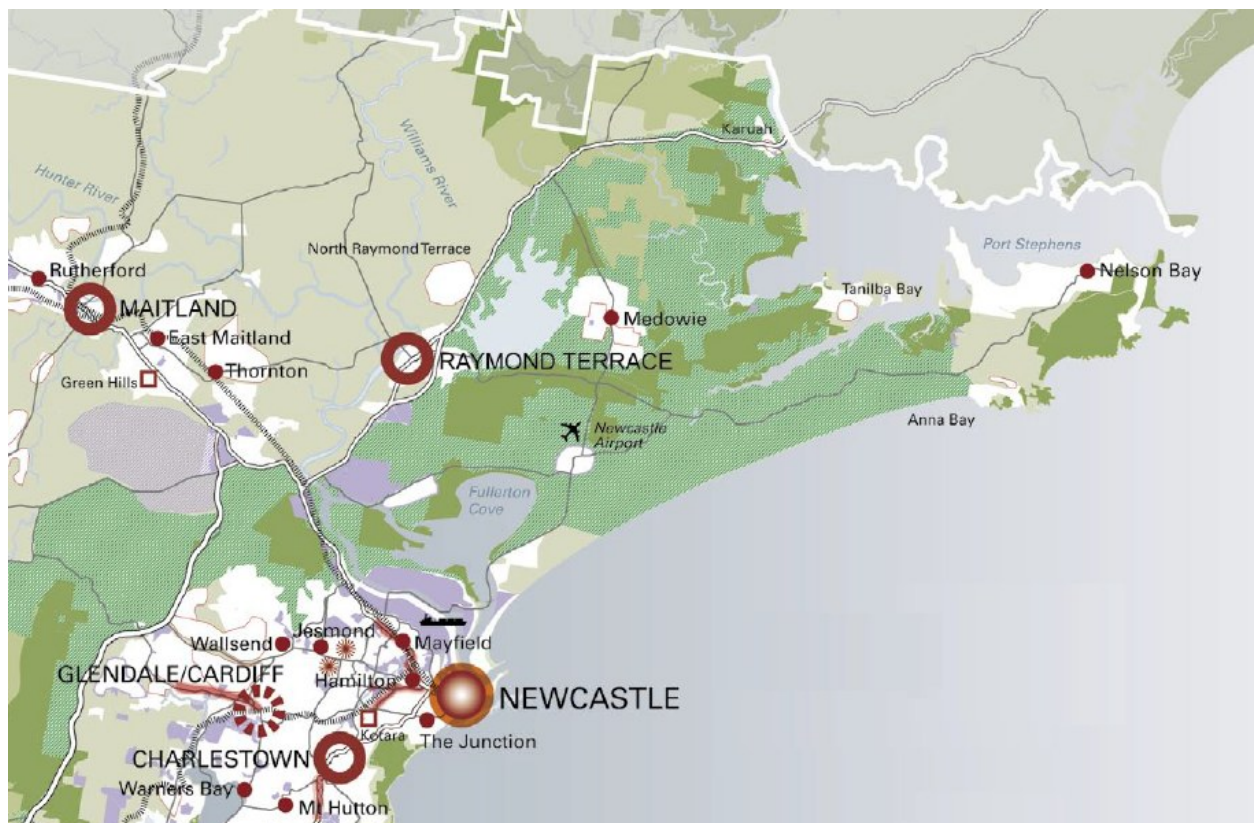 Karuah
Hunter River
Williams River
North Raymond Terrace
Port Stephens
Rutherford
Nelson Bay
Tanilba Bay
MAITLAND
Medowie
East Maitland
RAYMOND TERRACE
Thornton
Green Hills
Anna Bay
Newcastle
Airport
Fullerton
Cove
Jesmond
Wallsend
Mayfield
GLENDALE/CARDIFF
Hamilton
NEWCASTLE
Kotara
The Junction
CHARLESTOWN
Warners Bay
Mt Hutton